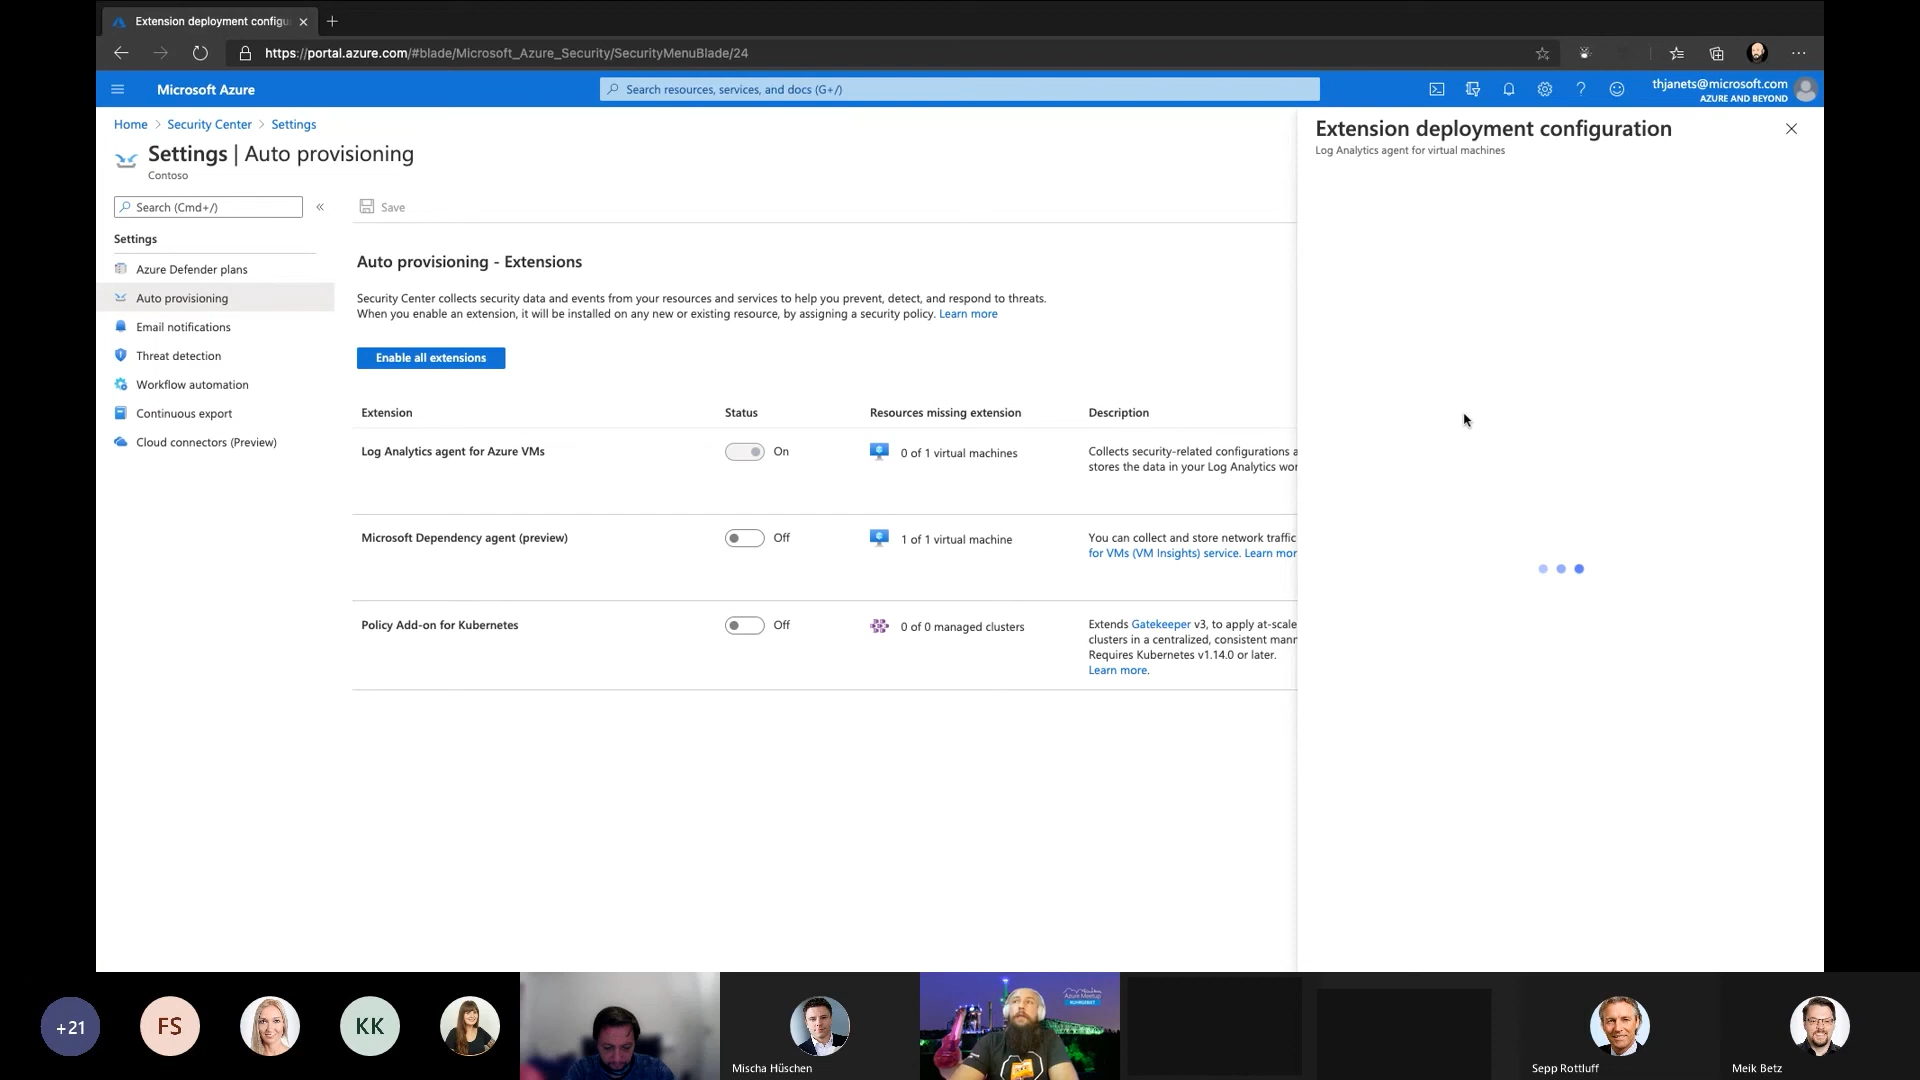 Extension deployment configu
https://portal.azure.com/#blade/Microsoft_Azure_Security/SecurityMenuBlade/24
Microsoft Azure
Search resources, services, and docs (G+/)
thjanets@microsoft.com
AZURE AND BEYOND
Home > Security Center > Settings
Settings | Auto provisioning
Contoso
Search (Cmd+/)
«
Save
Settings
Azure Defender plans
Auto provisioning
Email notifications
Threat detection
Workflow automation
Continuous export
Cloud connectors (Preview)
Auto provisioning - Extensions
Security Center collects security data and events from your resources and services to help you prevent, detect, and respond to threats.
When you enable an extension, it will be installed on any new or existing resource, by assigning a security policy. Learn more
Enable all extensions
Extension Status Resources missing extension Description
Log Analytics agent for Azure VMs On 0 of 1 virtual machines Collects security-related configurations a
stores the data in your Log Analytics wor
Microsoft Dependency agent (preview) Off 1 of 1 virtual machine You can collect and store network traffic
for VMs (VM Insights) service. Learn mor
Policy Add-on for Kubernetes Off 0 of 0 managed clusters Extends Gatekeeper v3, to apply at-scale
clusters in a centralized, consistent mann
Requires Kubernetes v1.14.0 or later.
Learn more.
Extension deployment configuration
Log Analytics agent for virtual machines
+21
FS
KK
Mischa Hüschen
Azure Meetup
RUHRGEBIET
Sepp Rottluff
Meik Betz